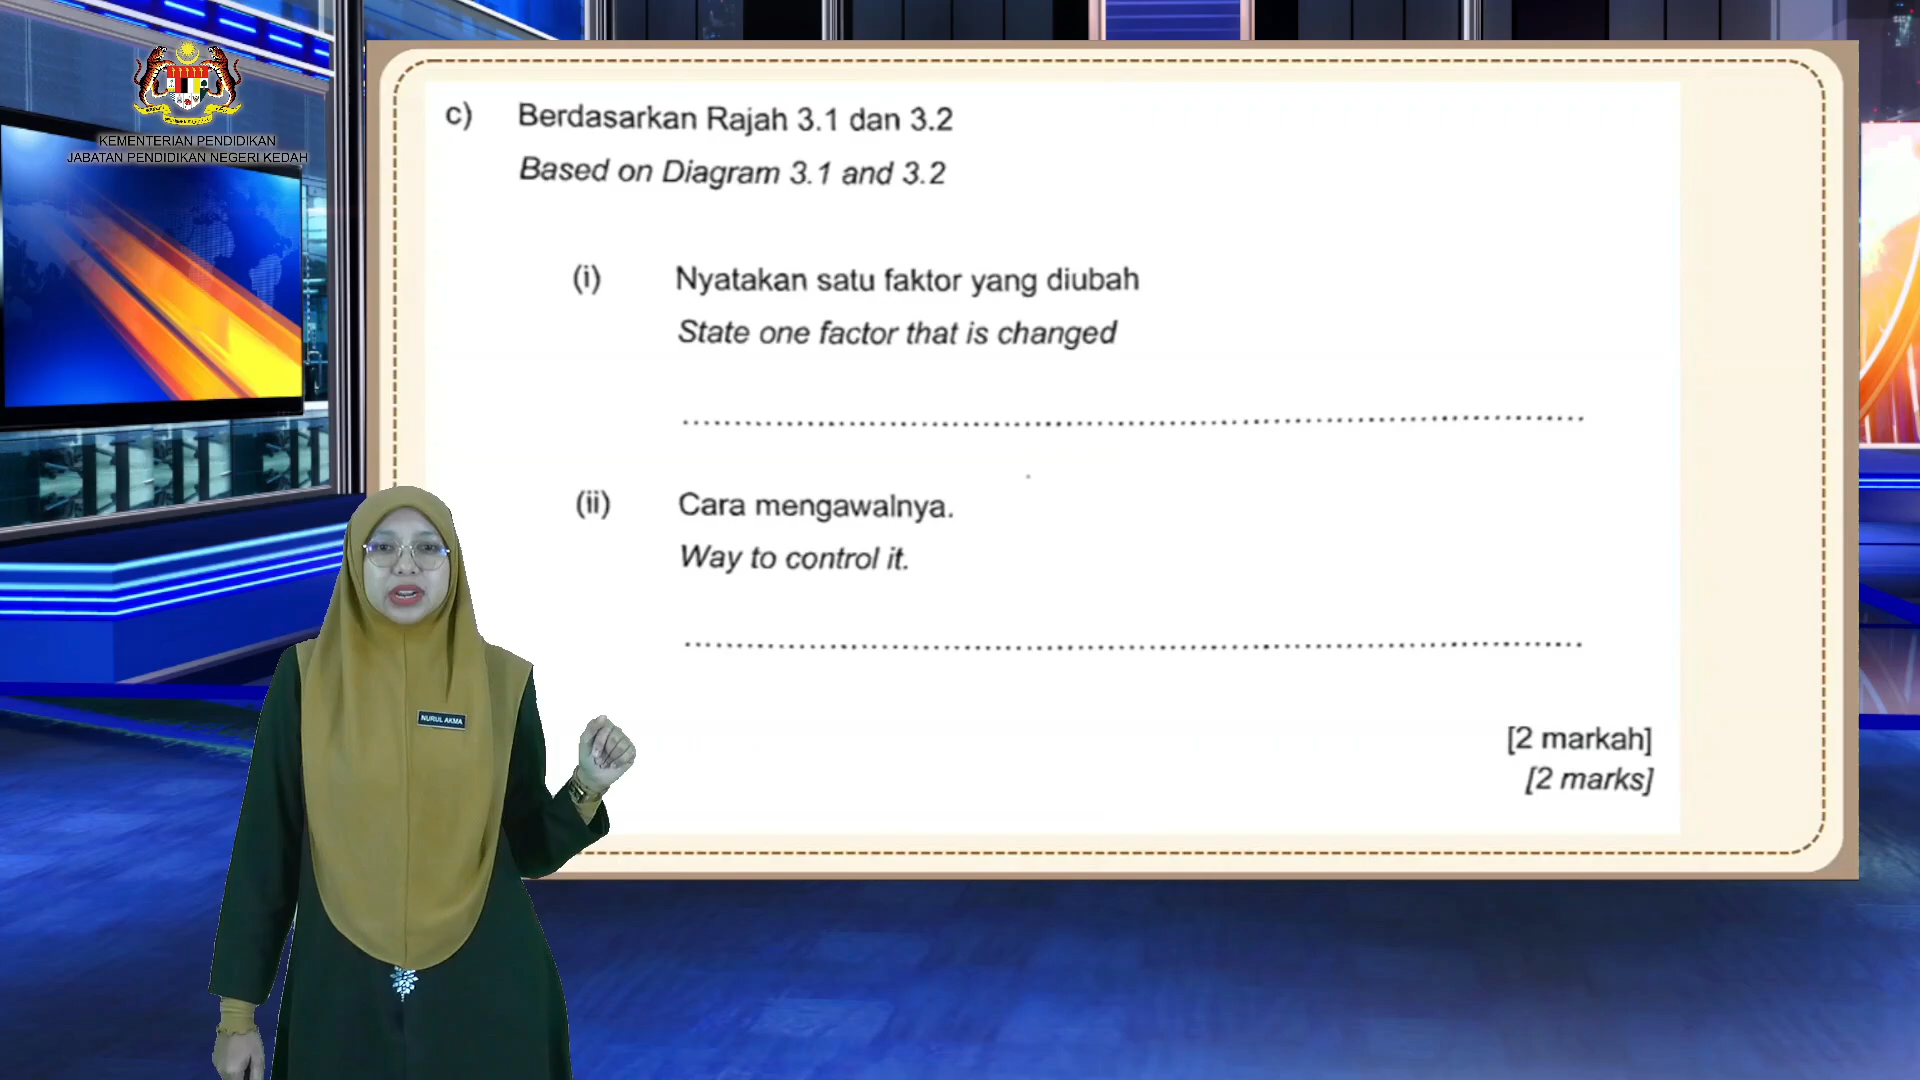 KEMENTERIAN PENDIDIKAN
JABATAN PENDIDIKAN NEGERI KEDAH
c) Berdasarkan Rajah 3.1 dan 3.2
Based on Diagram 3.1 and 3.2
(i) Nyatakan satu faktor yang diubah
State one factor that is changed
(ii) Cara mengawalnya.
Way to control it.
[2 markah]
[2 marks]
NURUL AKMA